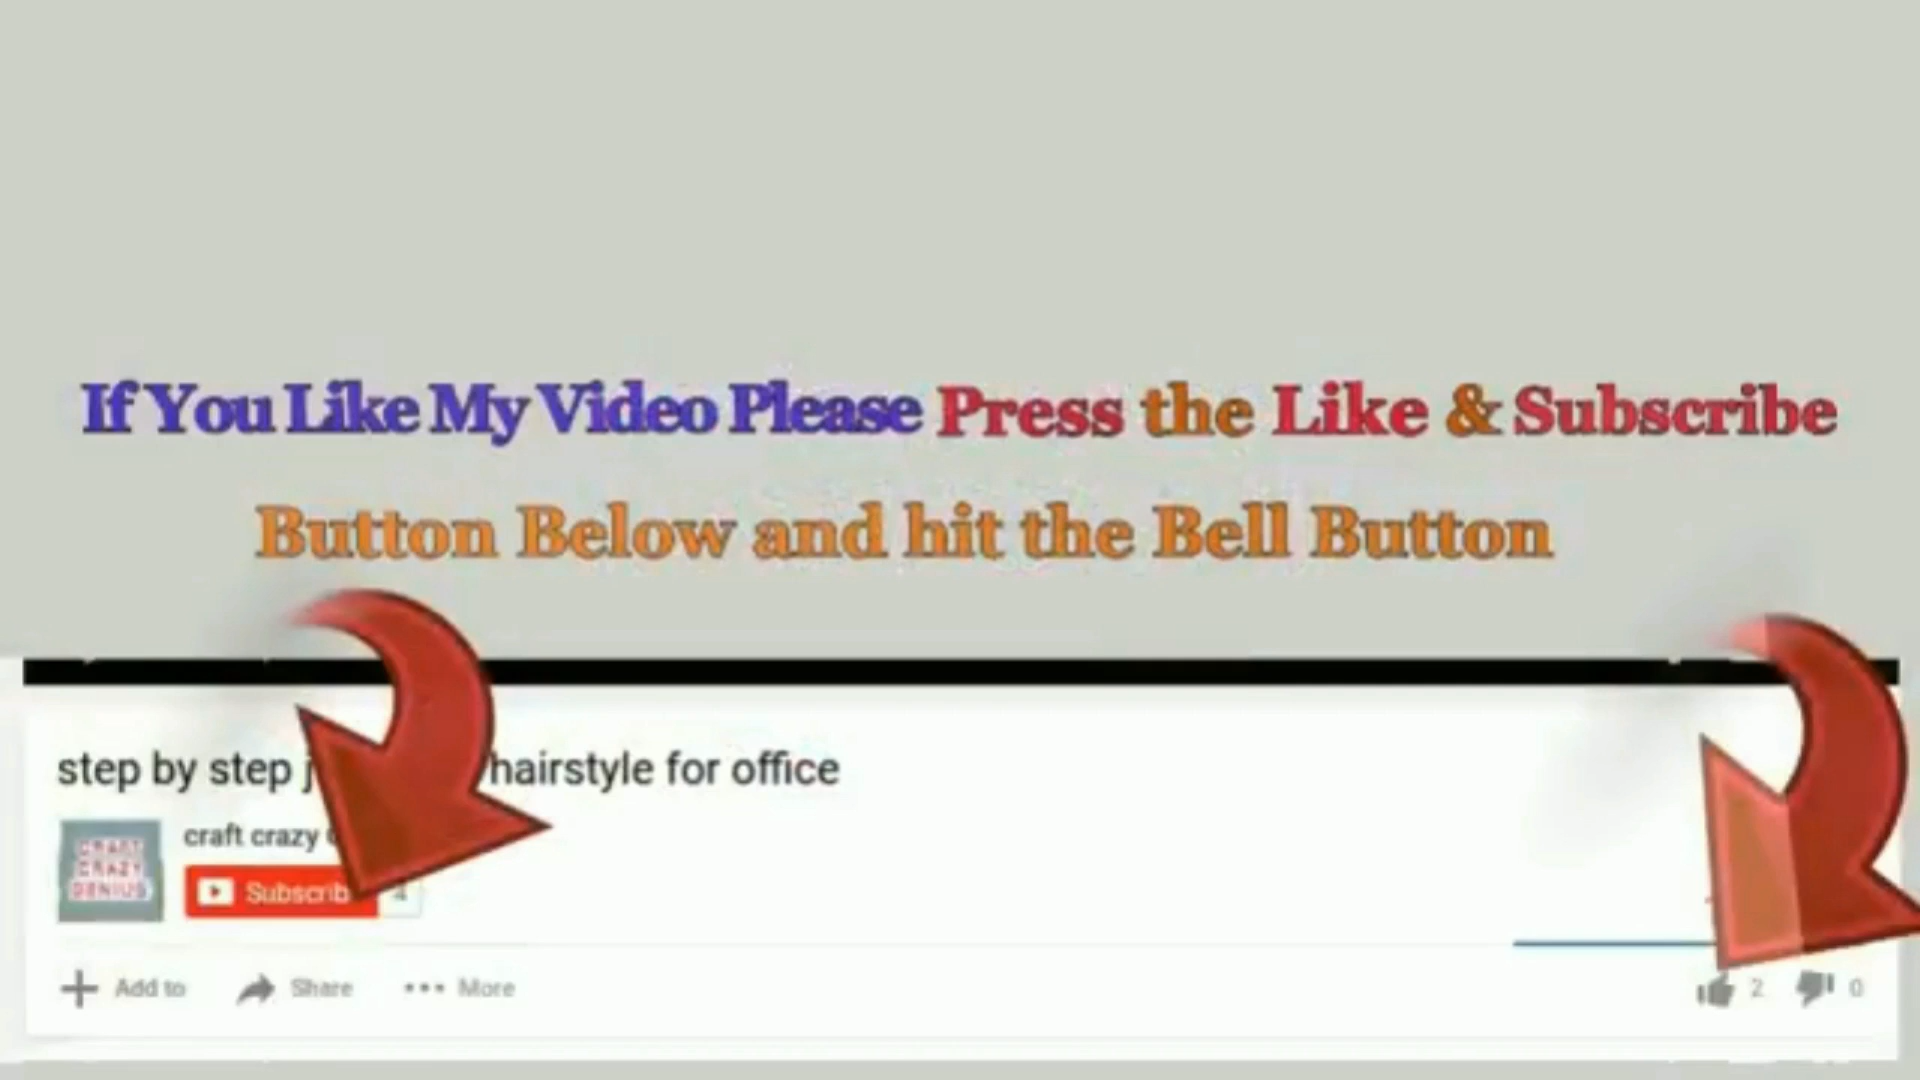 If You Like My Video Please Press the Like & Subscribe
Button Below and hit the Bell Button
step by step hairstyle for office
craft crazy
CRAFT
CRAZY
GENIUS
Subscrib 4
Add to Share More 2 0